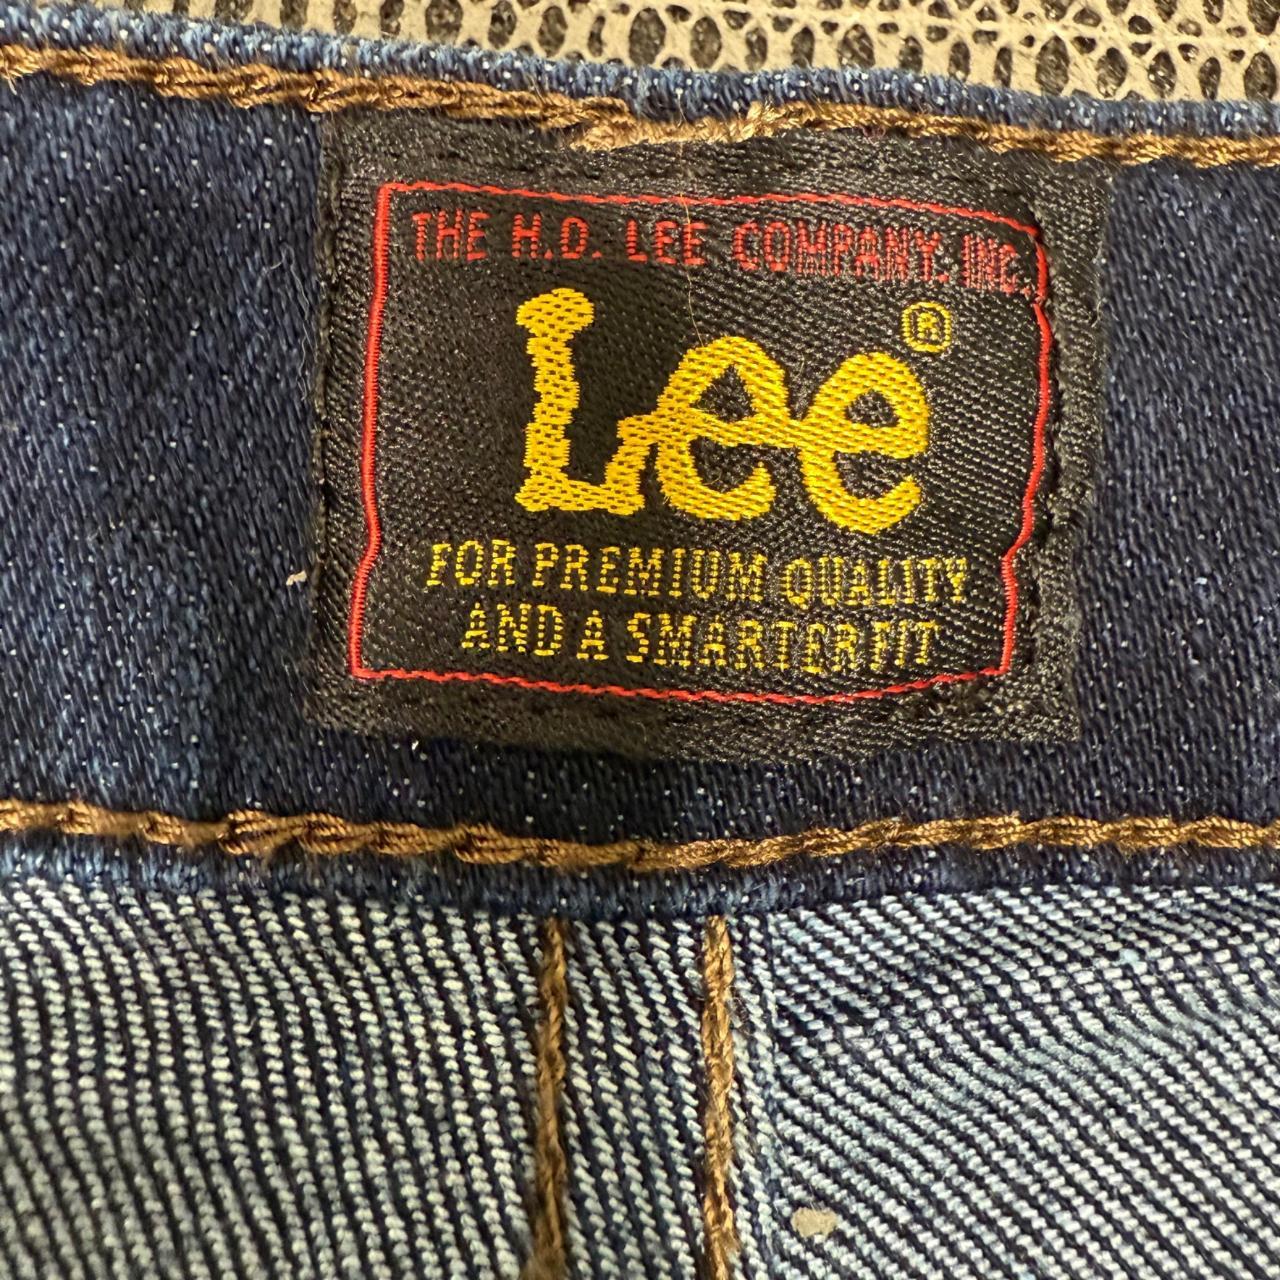 THE H.D. LEE COMPANY, INC.
Lee®
FOR PREMIUM QUALITY
AND A SMARTER FIT